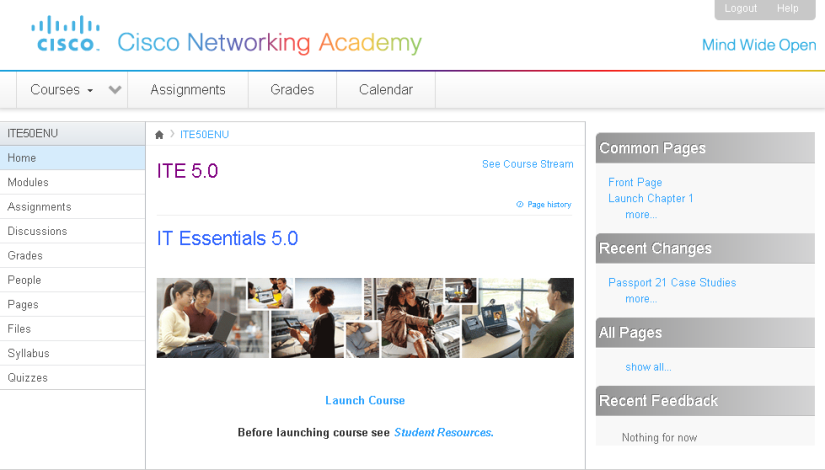 Logout Help
CISCO. Cisco Networking Academy
Mind Wide Open
Courses Assignments Grades Calendar
ITE50ENU
Home
Modules
Assignments
Discussions
Grades
People
Pages
Files
Syllabus
Quizzes
ITE50ENU
ITE 5.0
See Course Stream
Page history
IT Essentials 5.0
Launch Course
Before launching course see Student Resources.
Common Pages
Front Page
Launch Chapter 1
more...
Recent Changes
Passport 21 Case Studies
more...
All Pages
show all...
Recent Feedback
Nothing for now